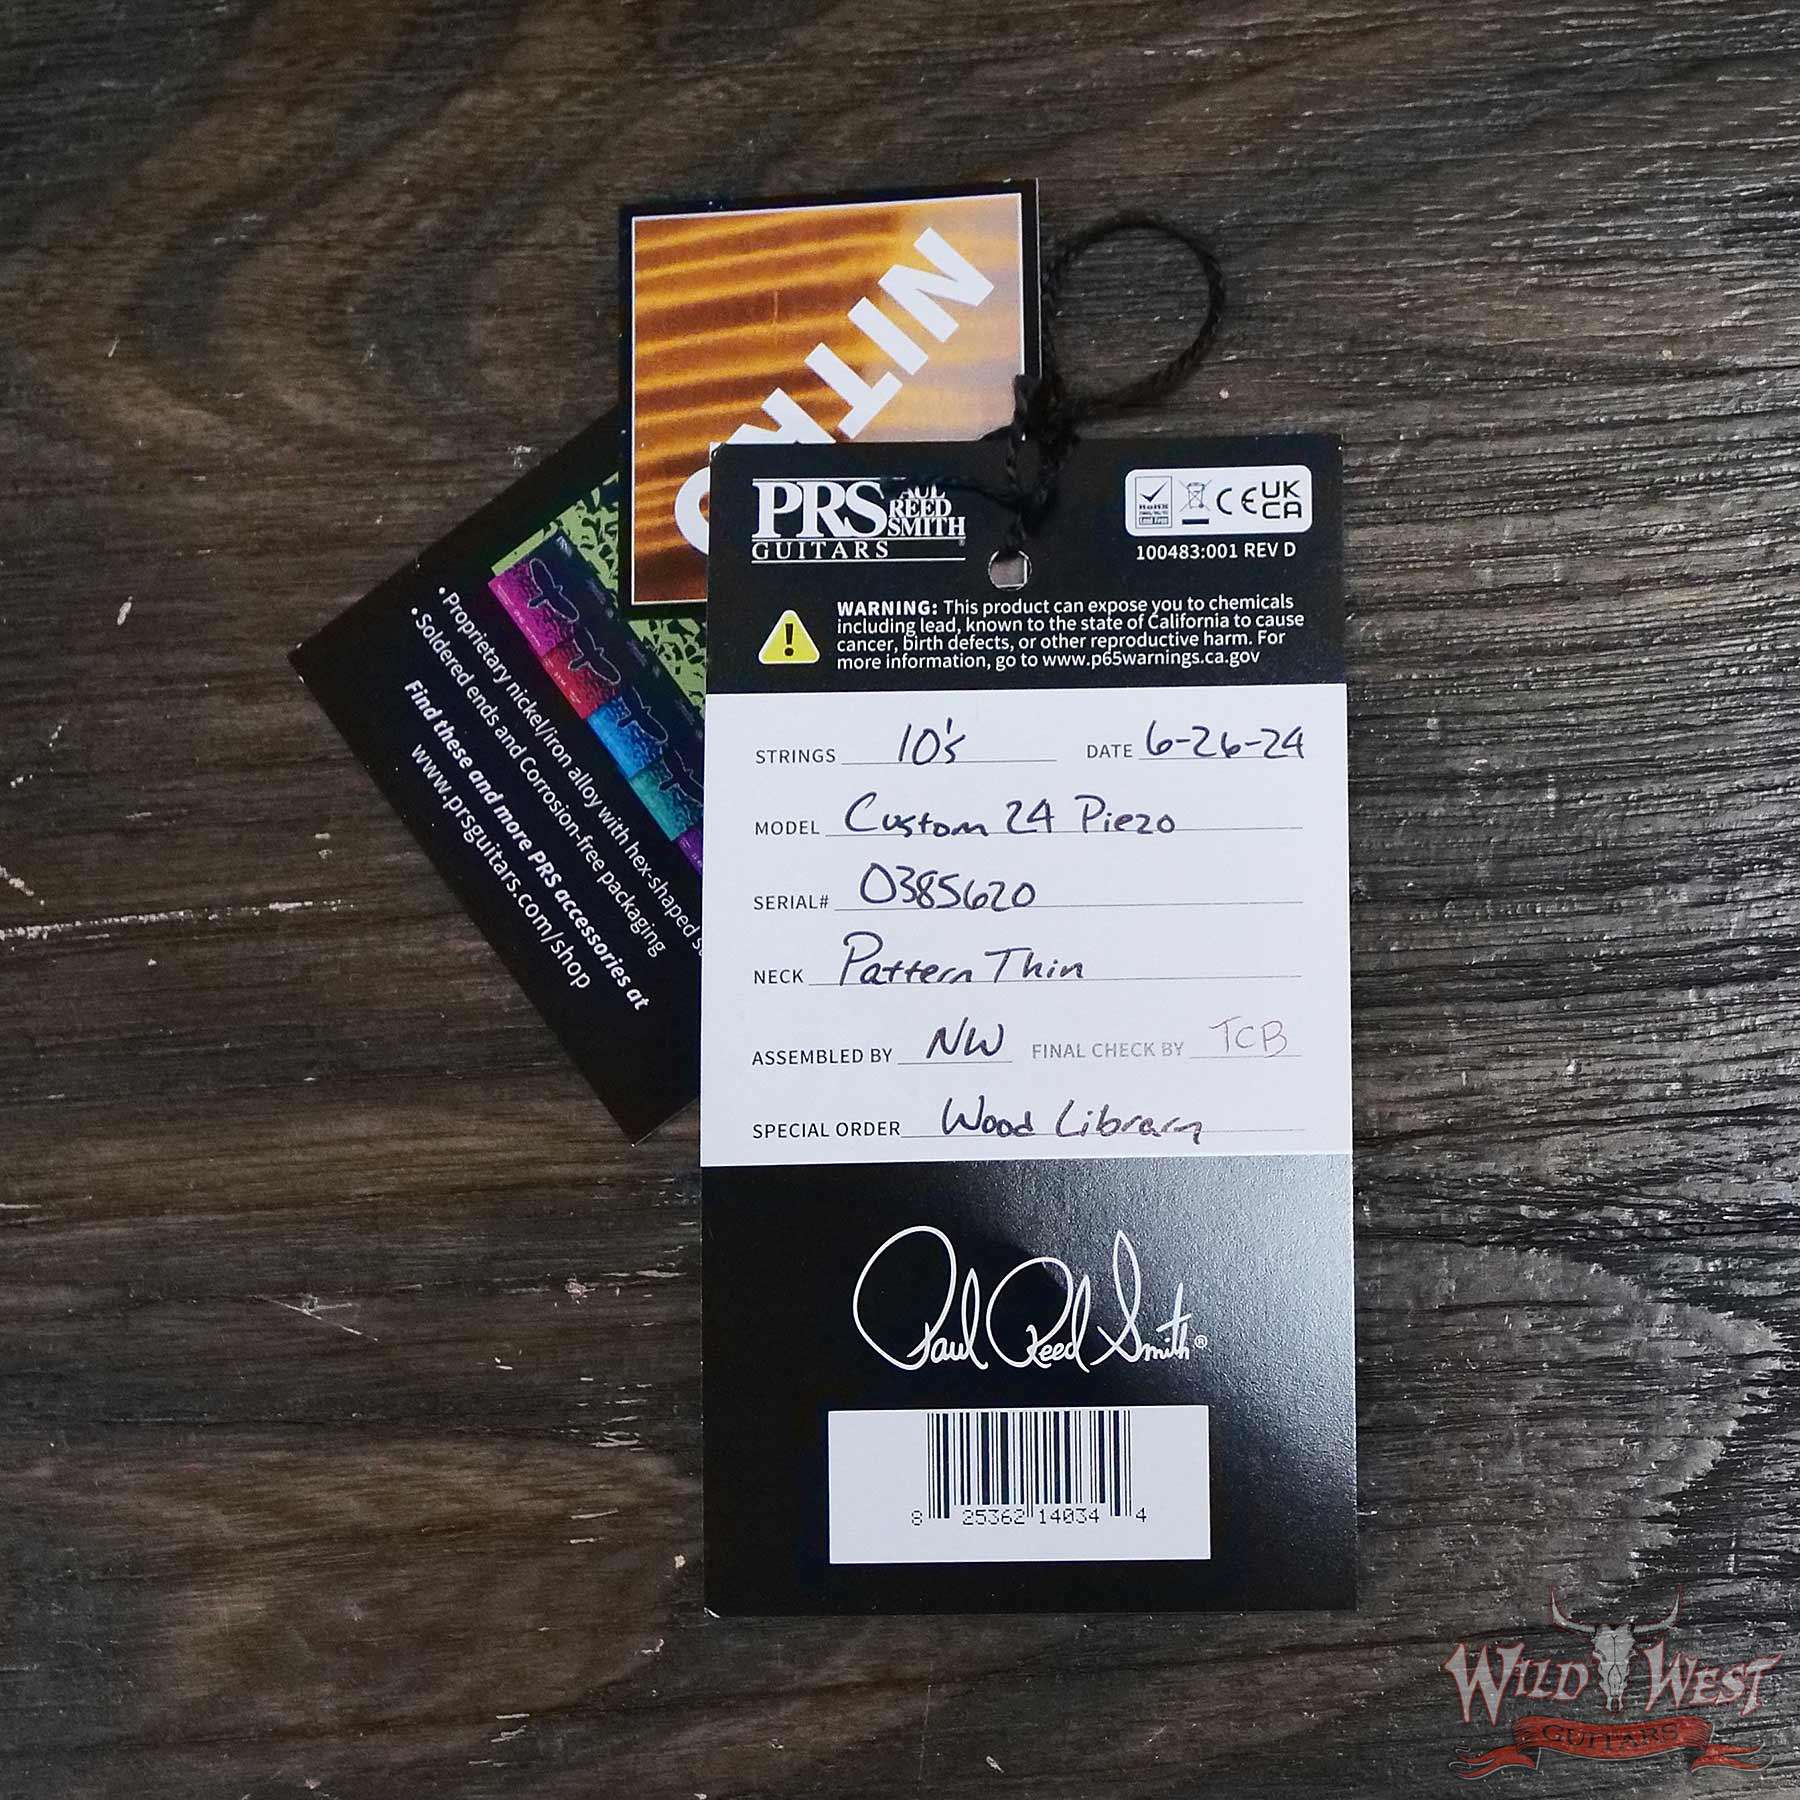 NITRO
PRS PAUL
REED
SMITH
GUITARS
RoHS
Lead Free
CE UK
CA
100483:001 REV D
WARNING: This product can expose you to chemicals
including lead, known to the state of California to cause
cancer, birth defects, or other reproductive harm. For
more information, go to www.p65warnings.ca.gov
• Proprietary nickel/iron alloy with hex-shaped
• Soldered ends and Corrosion-free packaging
Find these and more PRS accessories at
www.prsguitars.com/shop
STRINGS 10's DATE 6-26-24
MODEL Custom 24 Piezo
SERIAL# 0385620
NECK Pattern Thin
ASSEMBLED BY NW FINAL CHECK BY TCB
SPECIAL ORDER Wood Library
Paul Reed Smith®
8 25362 14034 4
WILD WEST
GUITARS